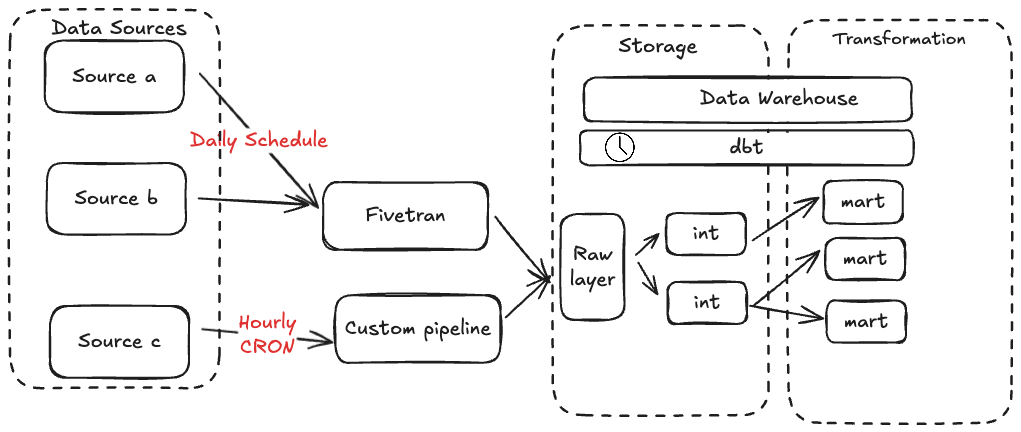 Data Sources
Source a
Daily Schedule
Source b
Source c
Hourly
CRON
Fivetran
Custom pipeline
Storage
Transformation
Data Warehouse
dbt
Raw
layer
int
int
mart
mart
mart